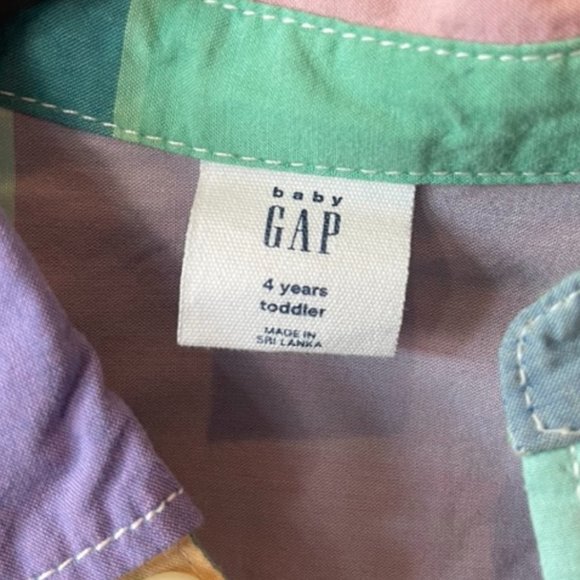 baby
GAP
4 years
toddler
MADE IN
SRI LANKA